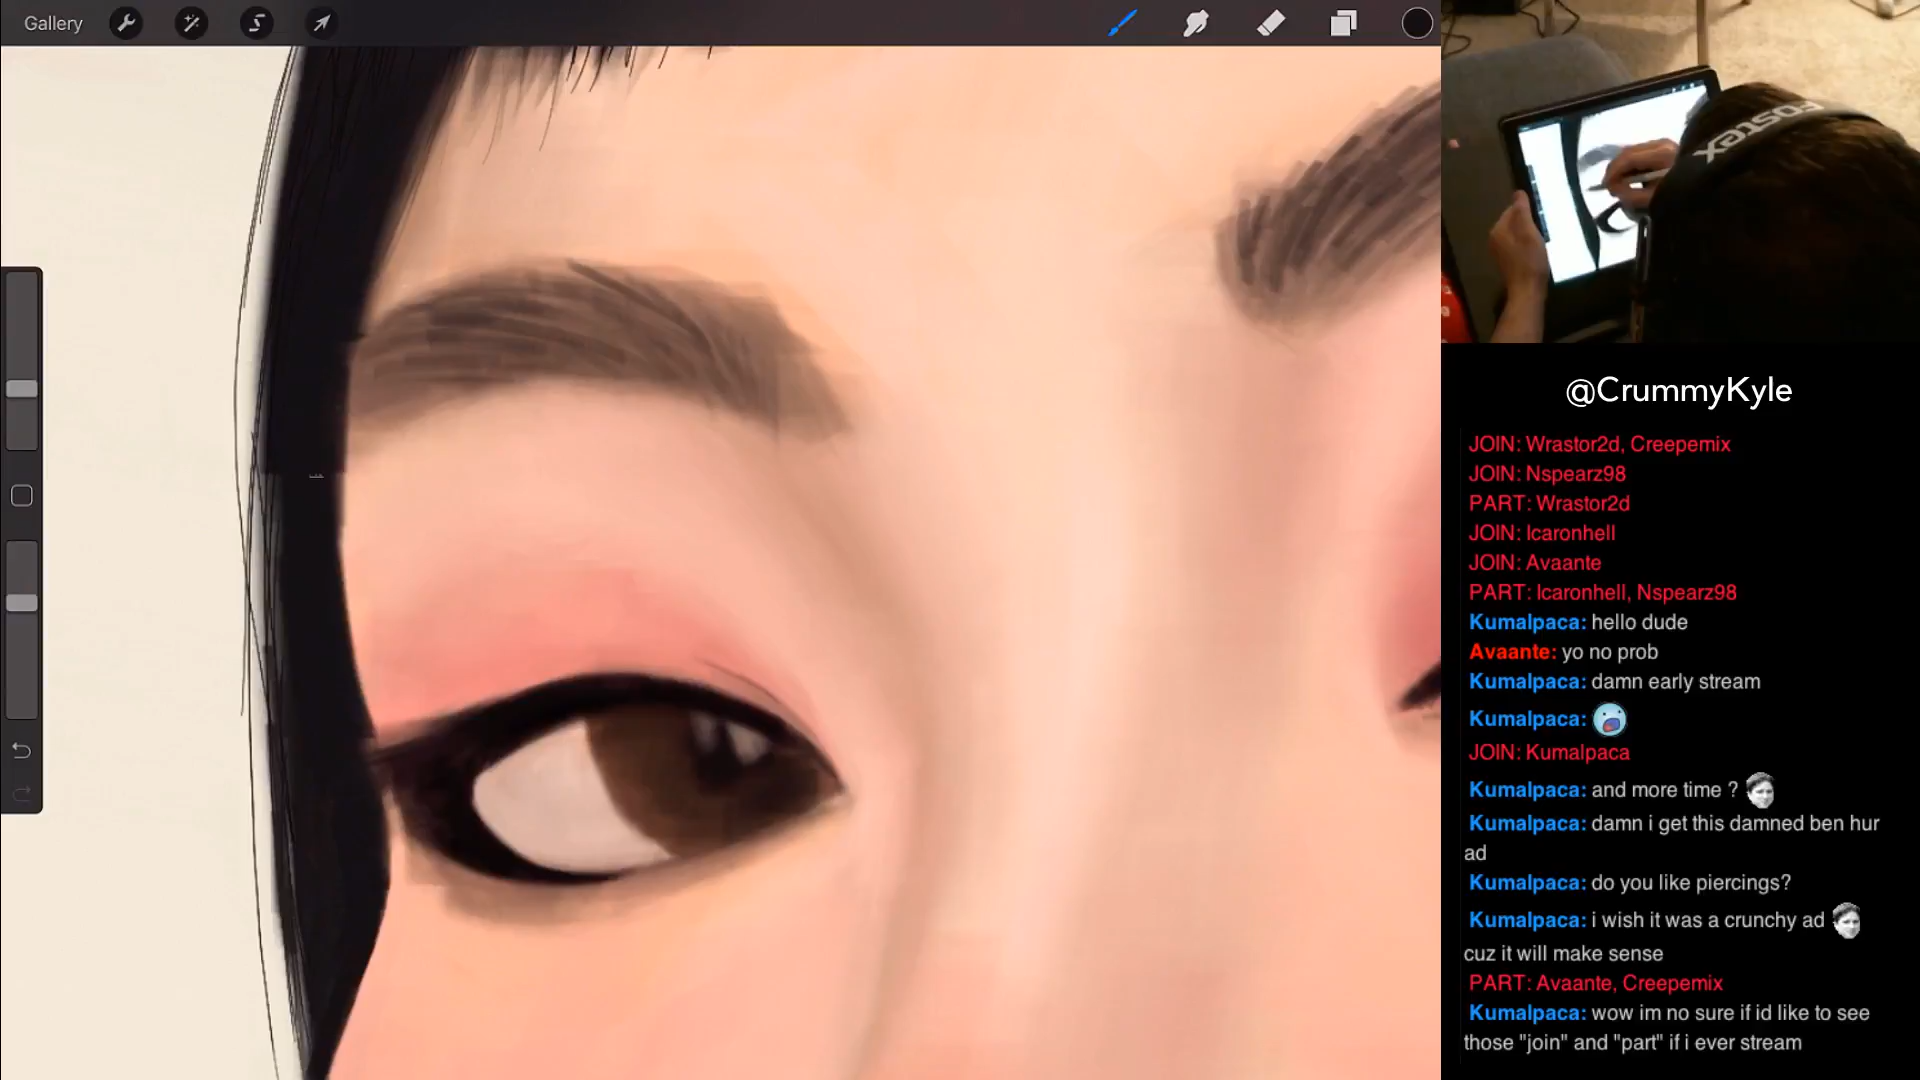 Gallery
FOSTEX
@CrummyKyle
JOIN: Wrastor2d, Creepemix
JOIN: Nspearz98
PART: Wrastor2d
JOIN: Icaronhell
JOIN: Avaante
PART: Icaronhell, Nspearz98
Kumalpaca: hello dude
Avaante: yo no prob
Kumalpaca: damn early stream
Kumalpaca:
JOIN: Kumalpaca
Kumalpaca: and more time ?
Kumalpaca: damn i get this damned ben hur
ad
Kumalpaca: do you like piercings?
Kumalpaca: i wish it was a crunchy ad
cuz it will make sense
PART: Avaante, Creepemix
Kumalpaca: wow im no sure if id like to see
those "join" and "part" if i ever stream